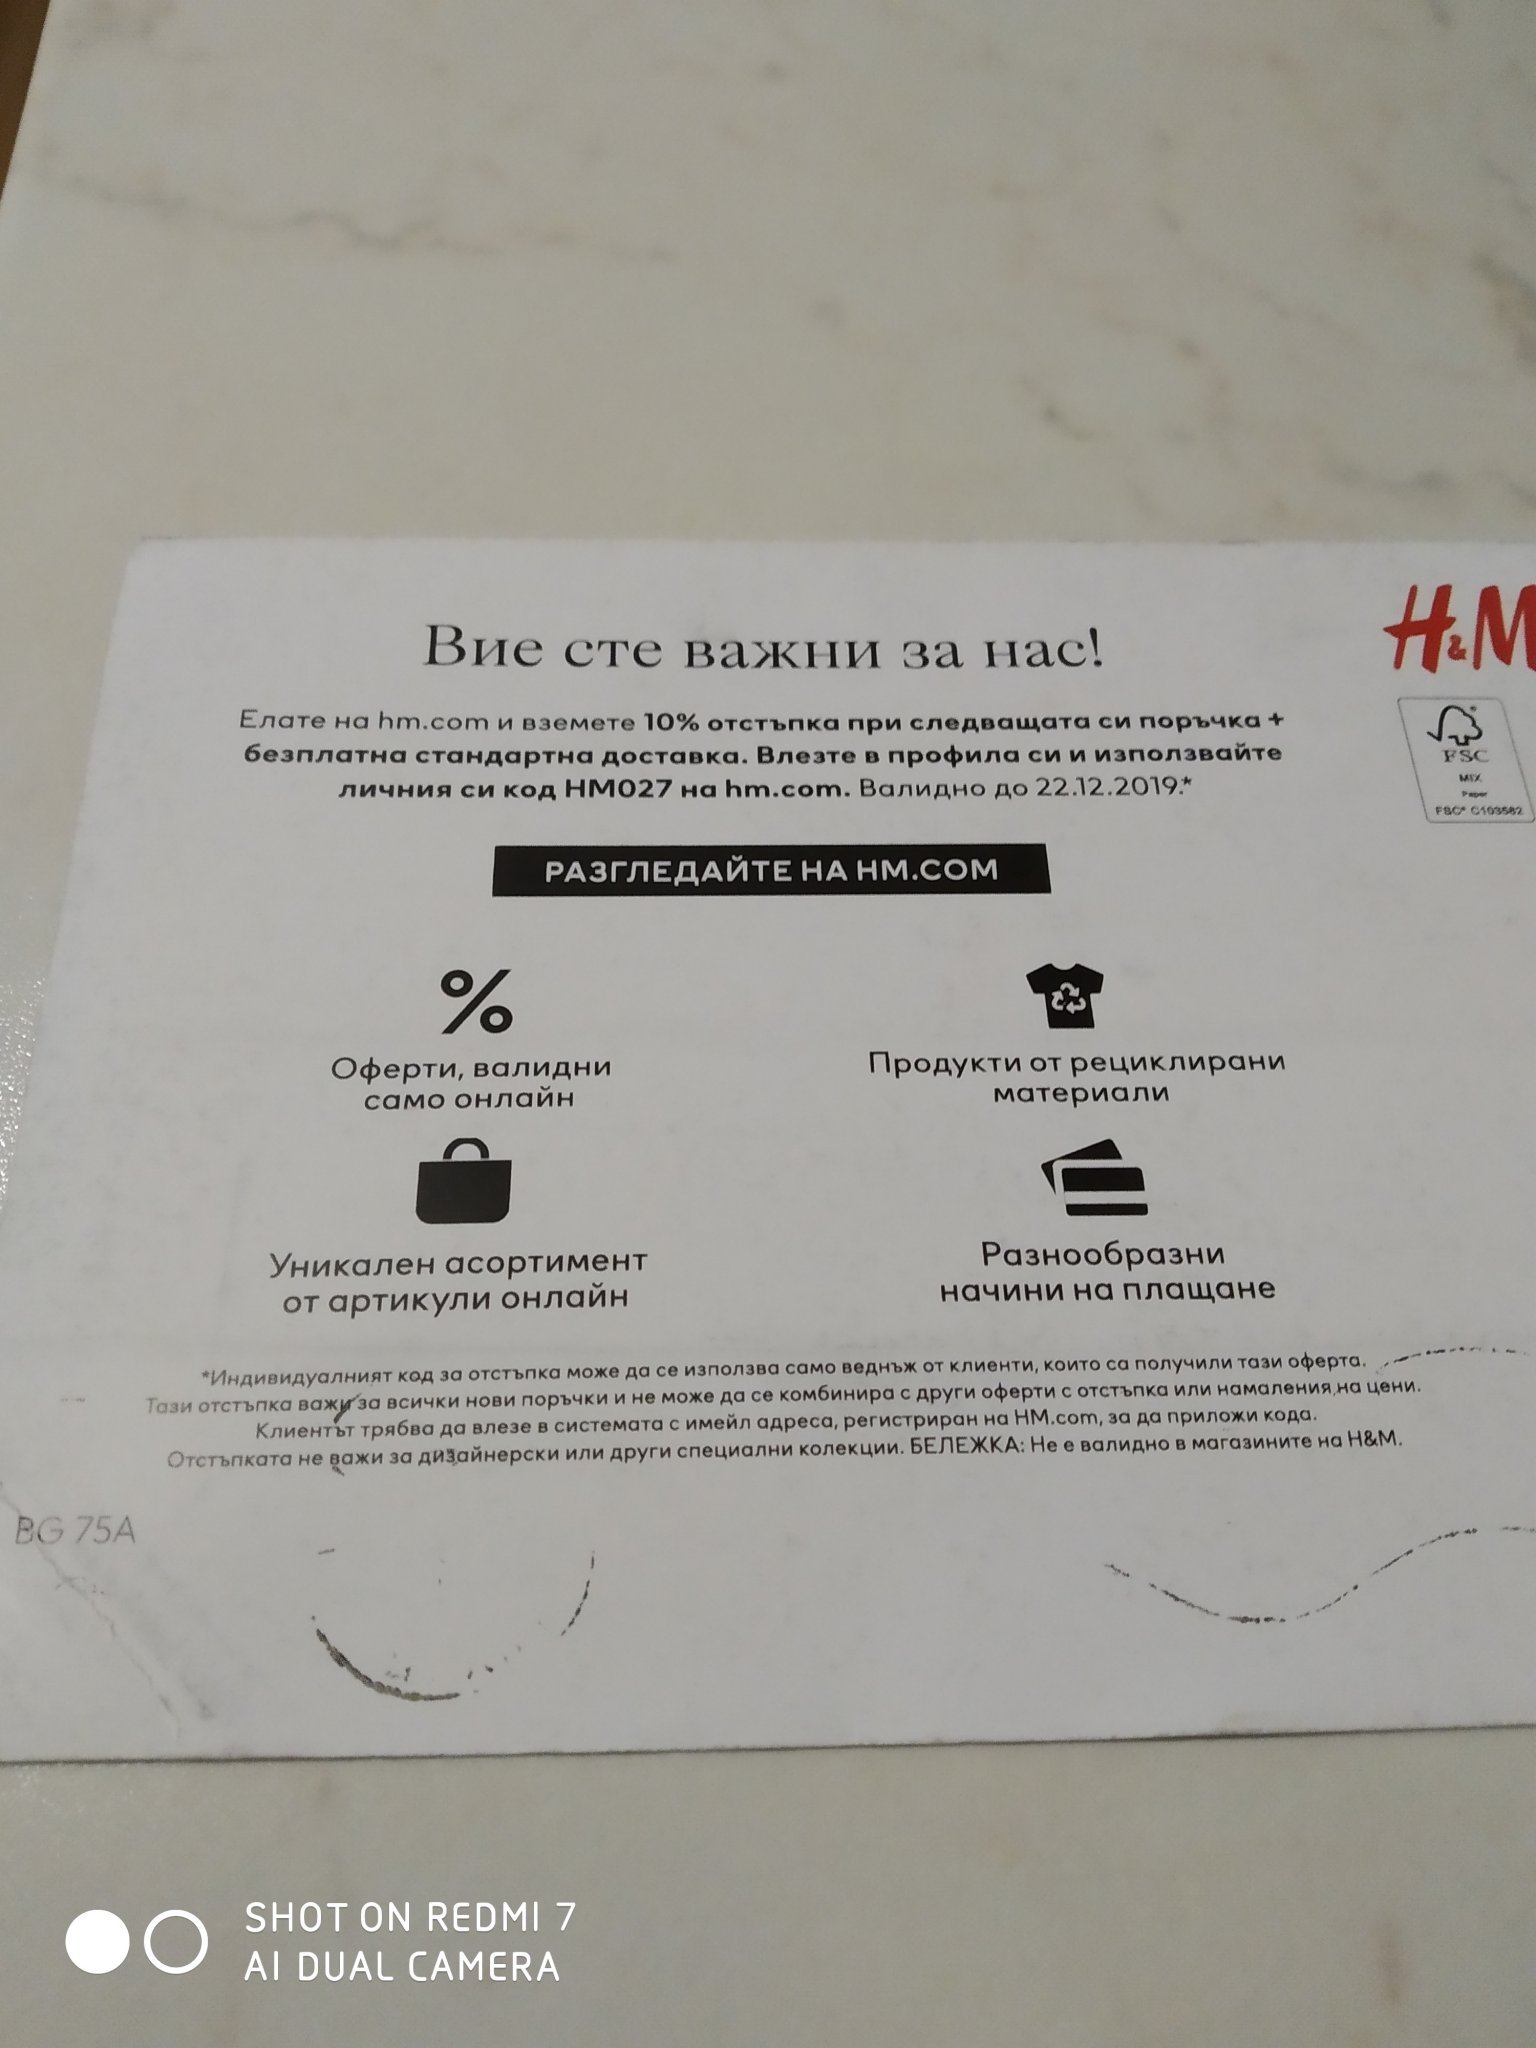 Вие сте важни за нас!
H&M
Елате на hm.com и вземете 10% отстъпка при следващата си поръчка +
безплатна стандартна доставка. Влезте в профила си и използвайте
личния си код HM027 на hm.com. Валидно до 22.12.2019.*
FSC
MIX
Paper
FSC® C103562
РАЗГЛЕДАЙТЕ НА HM.COM
%
Оферти, валидни
само онлайн
Продукти от рециклирани
материали
Уникален асортимент
от артикули онлайн
Разнообразни
начини на плащане
*Индивидуалният код за отстъпка може да се използва само веднъж от клиенти, които са получили тази оферта.
Тази отстъпка важи за всички нови поръчки и не може да се комбинира с други оферти с отстъпка или намаления на цени.
Клиентът трябва да влезе в системата с имейл адреса, регистриран на HM.com, за да приложи кода.
Отстъпката не важи за дизайнерски или други специални колекции. БЕЛЕЖКА: Не е валидно в магазините на H&M.
BG 75A
SHOT ON REDMI 7
AI DUAL CAMERA